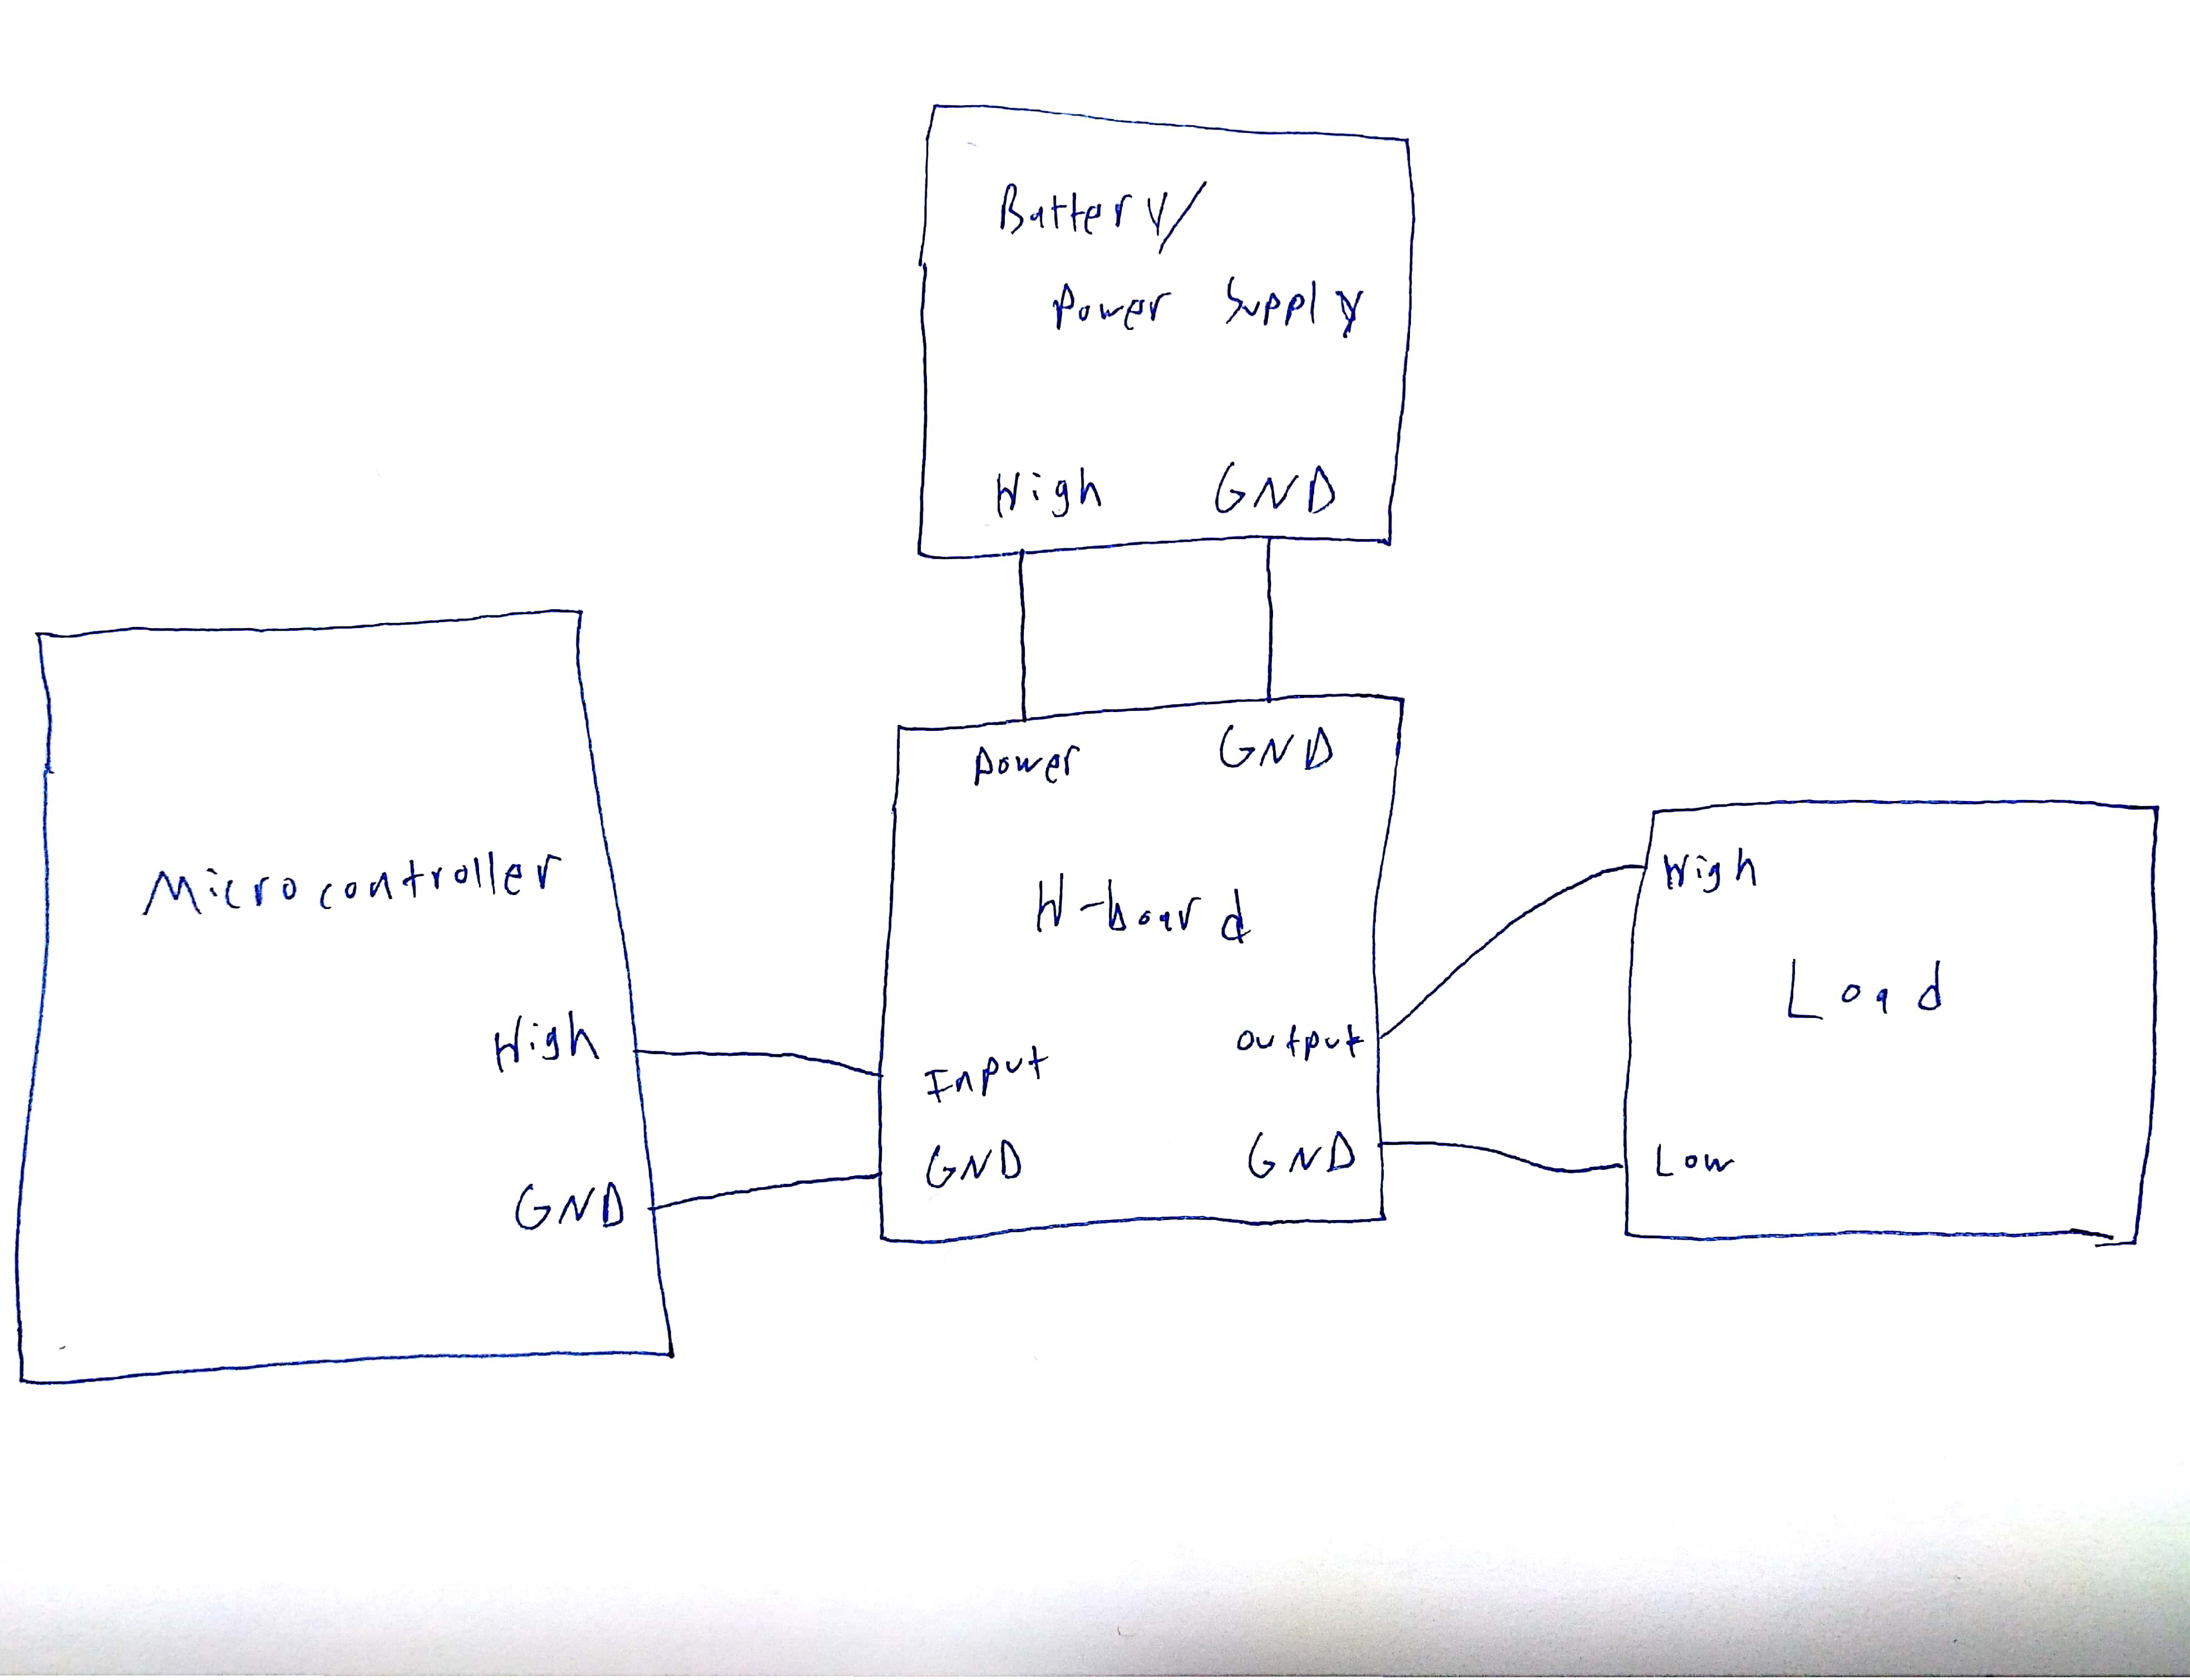 Battery/
Power Supply
High GND
Power GND
H-board
Microcontroller
High
GND
Input
GND
Output
GND
High
Load
Low